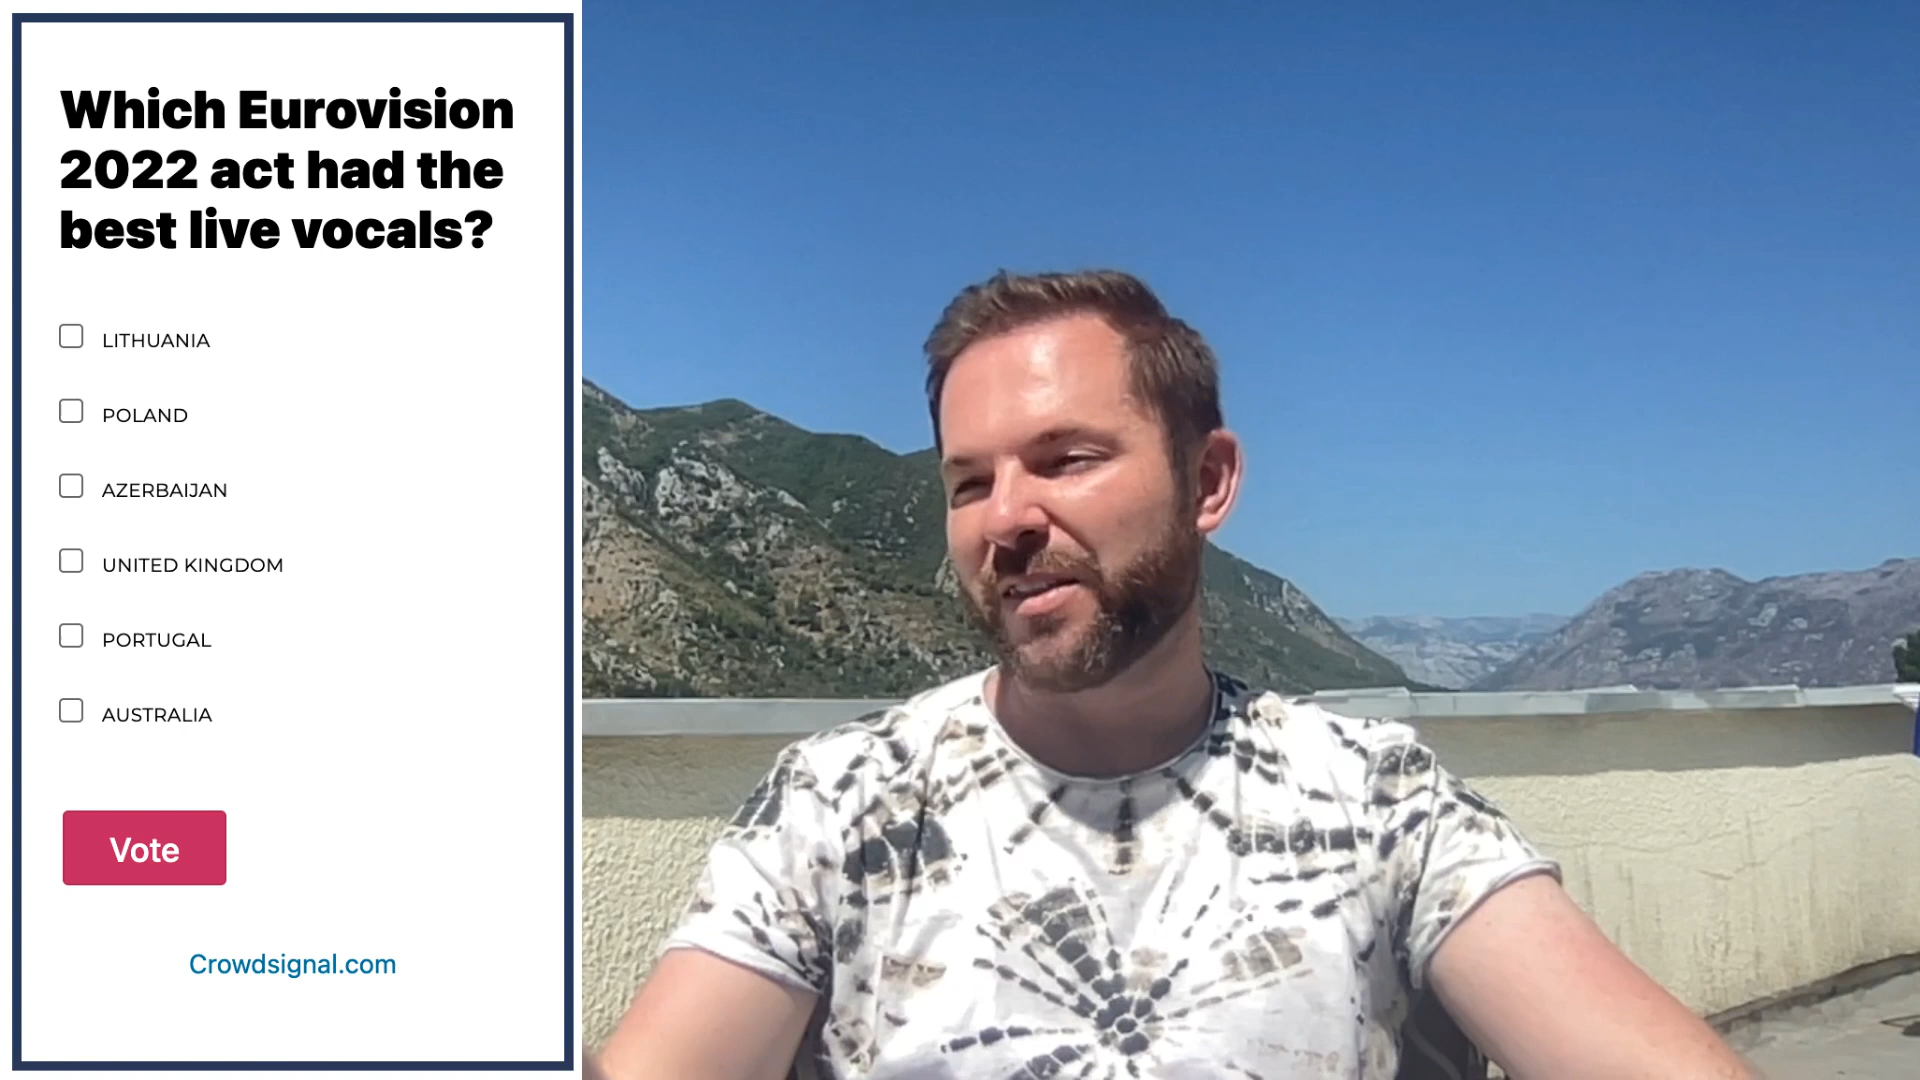 Which Eurovision
2022 act had the
best live vocals?
LITHUANIA
POLAND
AZERBAIJAN
UNITED KINGDOM
PORTUGAL
AUSTRALIA
Vote
Crowdsignal.com